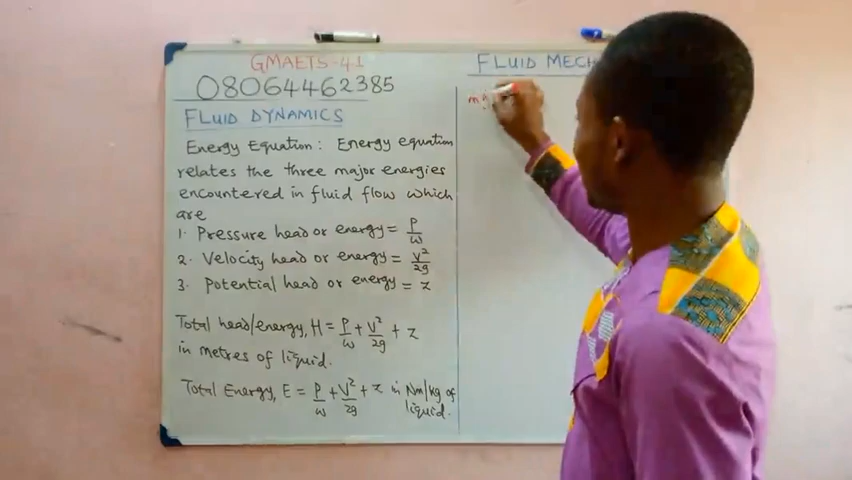 GMAETS-41
08064462385
FLUID DYNAMICS
Energy Equation: Energy equation
relates the three major energies
encountered in fluid flow which
are
1. Pressure head or energy = P/w
2. Velocity head or energy = V²/2g
3. Potential head or energy = z
Total head/energy, H = P/w + V²/2g + z
in metres of liquid.
Total Energy, E = P/w + V²/2g + z in Nm/kg of
liquid.
FLUID MECH